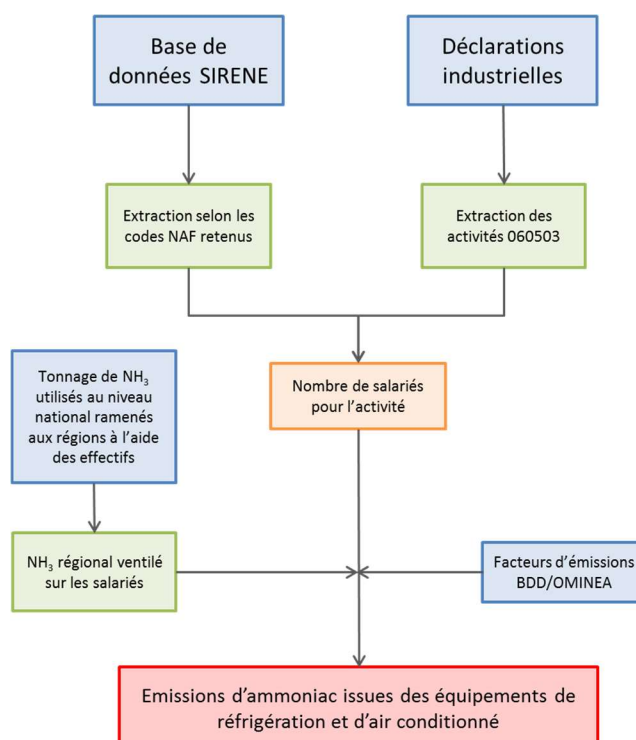 Base de
données SIRENE
Déclarations
industrielles
Extraction selon les
codes NAF retenus
Extraction des
activités 060503
Tonnage de NH₃
utilisés au niveau
national ramenés
aux régions à l’aide
des effectifs
Nombre de salariés
pour l’activité
NH₃ régional ventilé
sur les salariés
Facteurs d’émissions
BDD/OMINEA
Emissions d’ammoniac issues des équipements de
réfrigération et d’air conditionné